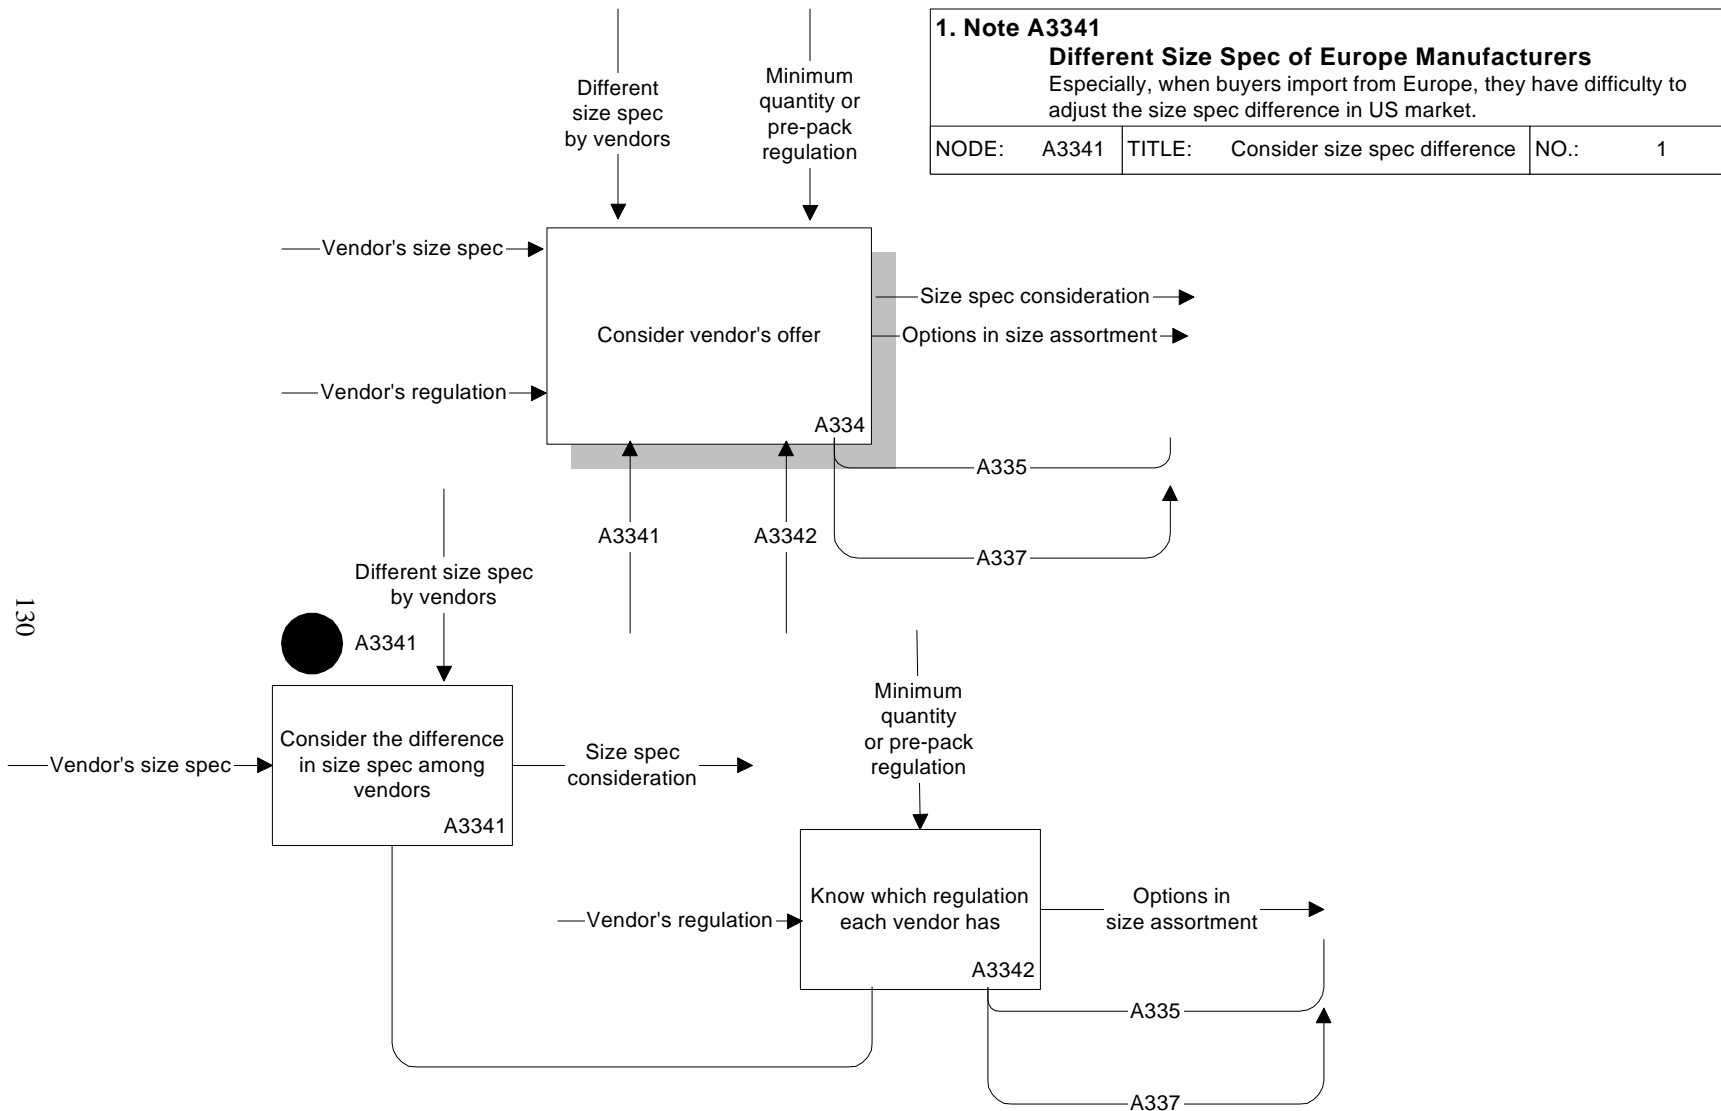 1. Note A3341
Different Size Spec of Europe Manufacturers
Especially, when buyers import from Europe, they have difficulty to
adjust the size spec difference in US market.
NODE: A3341 TITLE: Consider size spec difference NO.: 1
Different
size spec
by vendors
Minimum
quantity or
pre-pack
regulation
Vendor's size spec
Vendor's regulation
Consider vendor's offer
A334
Size spec consideration
Options in size assortment
A335
A337
A3341
A3342
Different size spec
by vendors
A3341
Vendor's size spec
Consider the difference
in size spec among
vendors
A3341
Size spec
consideration
Minimum
quantity
or pre-pack
regulation
Vendor's regulation
Know which regulation
each vendor has
A3342
Options in
size assortment
A335
A337
130